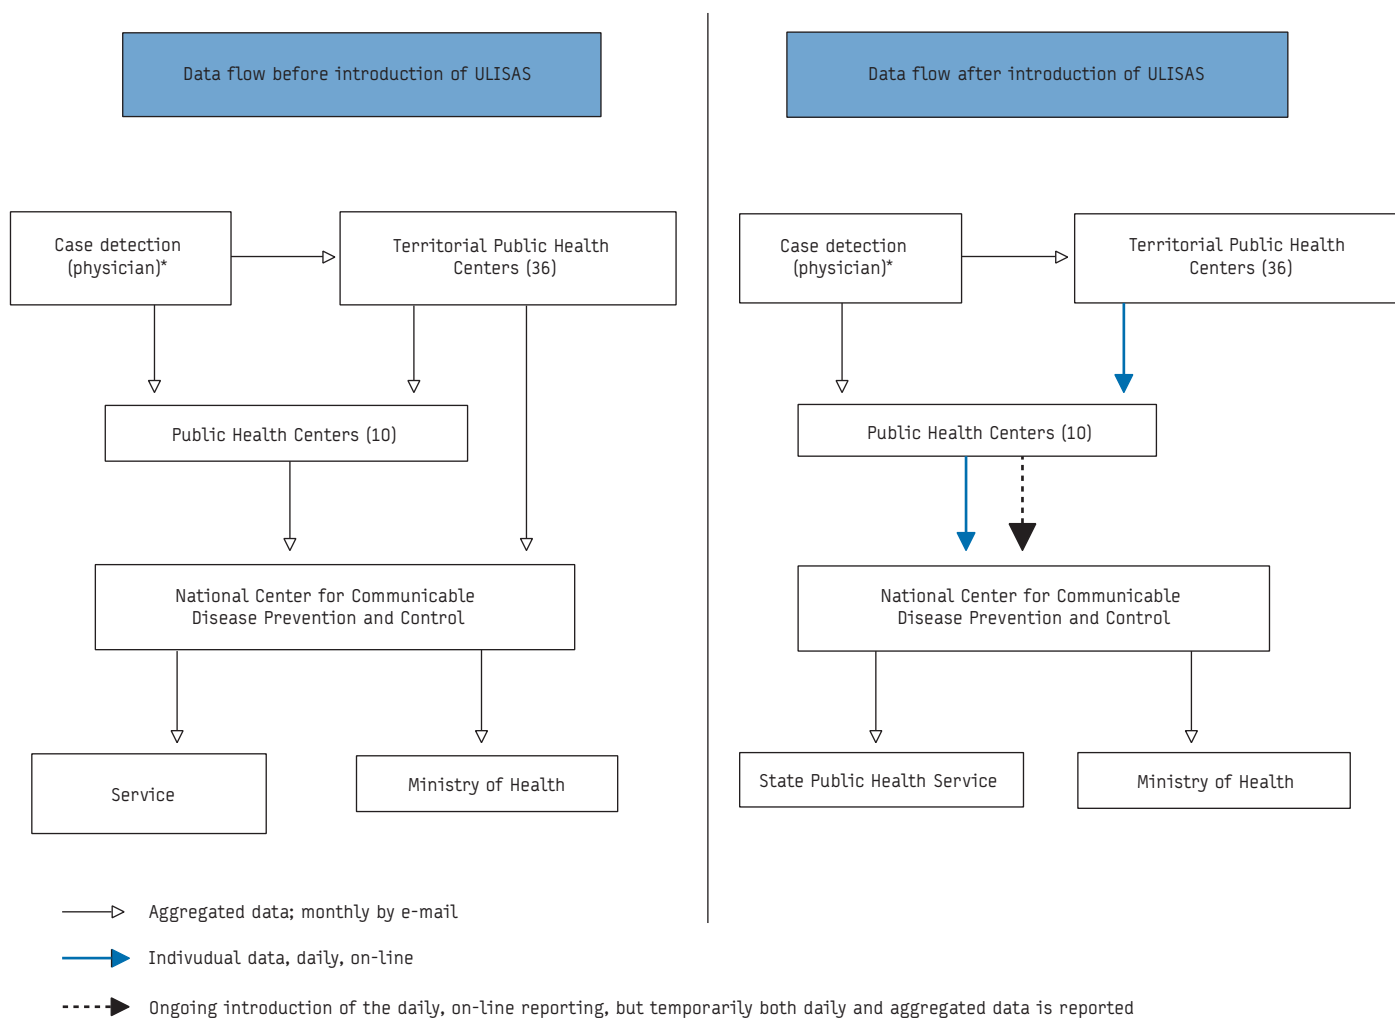 Data flow before introduction of ULISAS
Case detection
(physician)*
Territorial Public Health
Centers (36)
Public Health Centers (10)
National Center for Communicable
Disease Prevention and Control
Service
Ministry of Health
Data flow after introduction of ULISAS
Case detection
(physician)*
Territorial Public Health
Centers (36)
Public Health Centers (10)
National Center for Communicable
Disease Prevention and Control
State Public Health Service
Ministry of Health
Aggregated data; monthly by e-mail
Indivudual data, daily, on-line
Ongoing introduction of the daily, on-line reporting, but temporarily both daily and aggregated data is reported